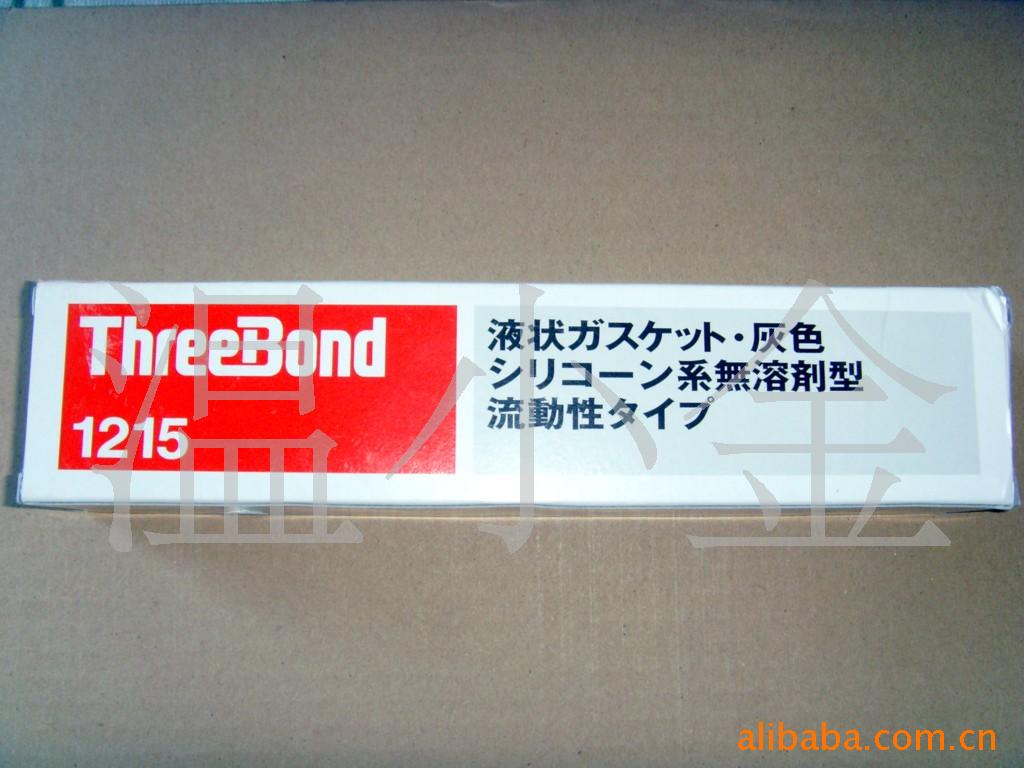 ThreeBond
1215
液状ガスケット・灰色
シリコーン系無溶剤型
流動性タイプ
温小金
alibaba.com.cn